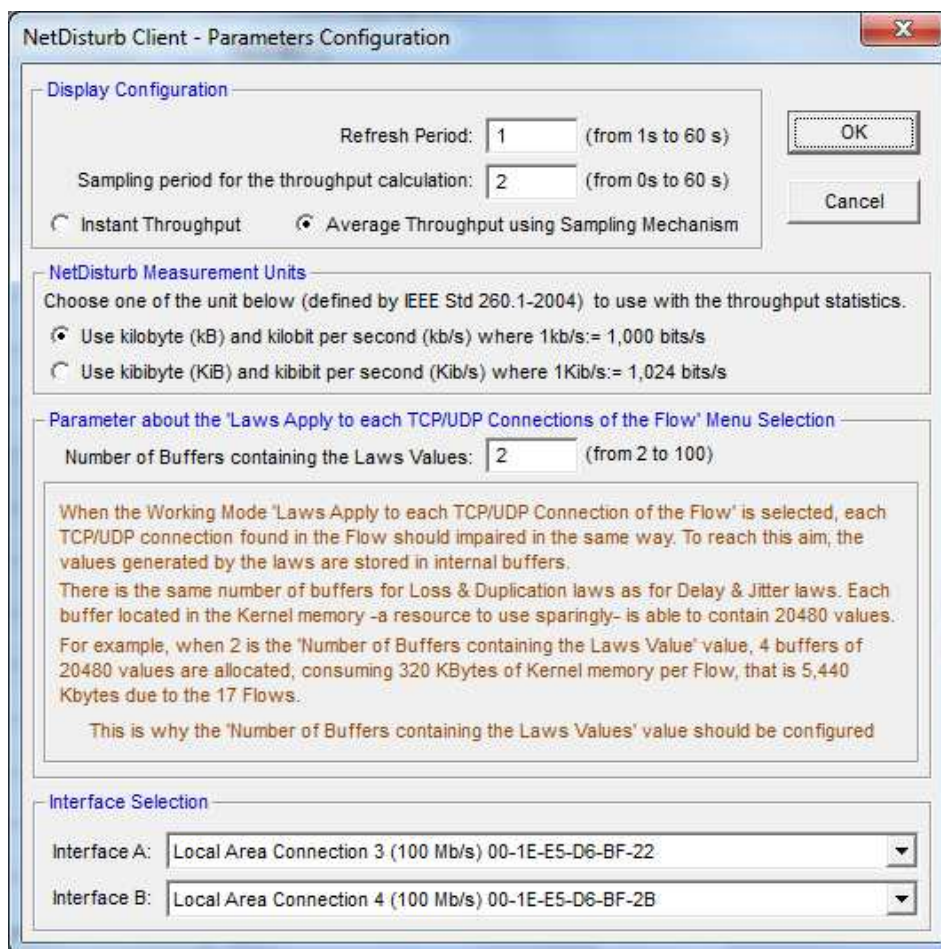 NetDisturb Client - Parameters Configuration
Display Configuration
Refresh Period: 1 (from 1s to 60 s)
OK
Sampling period for the throughput calculation: 2 (from 0s to 60 s)
Cancel
Instant Throughput Average Throughput using Sampling Mechanism
NetDisturb Measurement Units
Choose one of the unit below (defined by IEEE Std 260.1-2004) to use with the throughput statistics.
Use kilobyte (kB) and kilobit per second (kb/s) where 1kb/s:= 1,000 bits/s
Use kibibyte (KiB) and kibibit per second (Kib/s) where 1Kib/s:= 1,024 bits/s
Parameter about the 'Laws Apply to each TCP/UDP Connections of the Flow' Menu Selection
Number of Buffers containing the Laws Values: 2 (from 2 to 100)
When the Working Mode 'Laws Apply to each TCP/UDP Connection of the Flow' is selected, each
TCP/UDP connection found in the Flow should impaired in the same way. To reach this aim, the
values generated by the laws are stored in internal buffers.
There is the same number of buffers for Loss & Duplication laws as for Delay & Jitter laws. Each
buffer located in the Kernel memory -a resource to use sparingly- is able to contain 20480 values.
For example, when 2 is the 'Number of Buffers containing the Laws Value' value, 4 buffers of
20480 values are allocated, consuming 320 KBytes of Kernel memory per Flow, that is 5,440
Kbytes due to the 17 Flows.
This is why the 'Number of Buffers containing the Laws Values' value should be configured
Interface Selection
Interface A: Local Area Connection 3 (100 Mb/s) 00-1E-E5-D6-BF-22
Interface B: Local Area Connection 4 (100 Mb/s) 00-1E-E5-D6-BF-2B